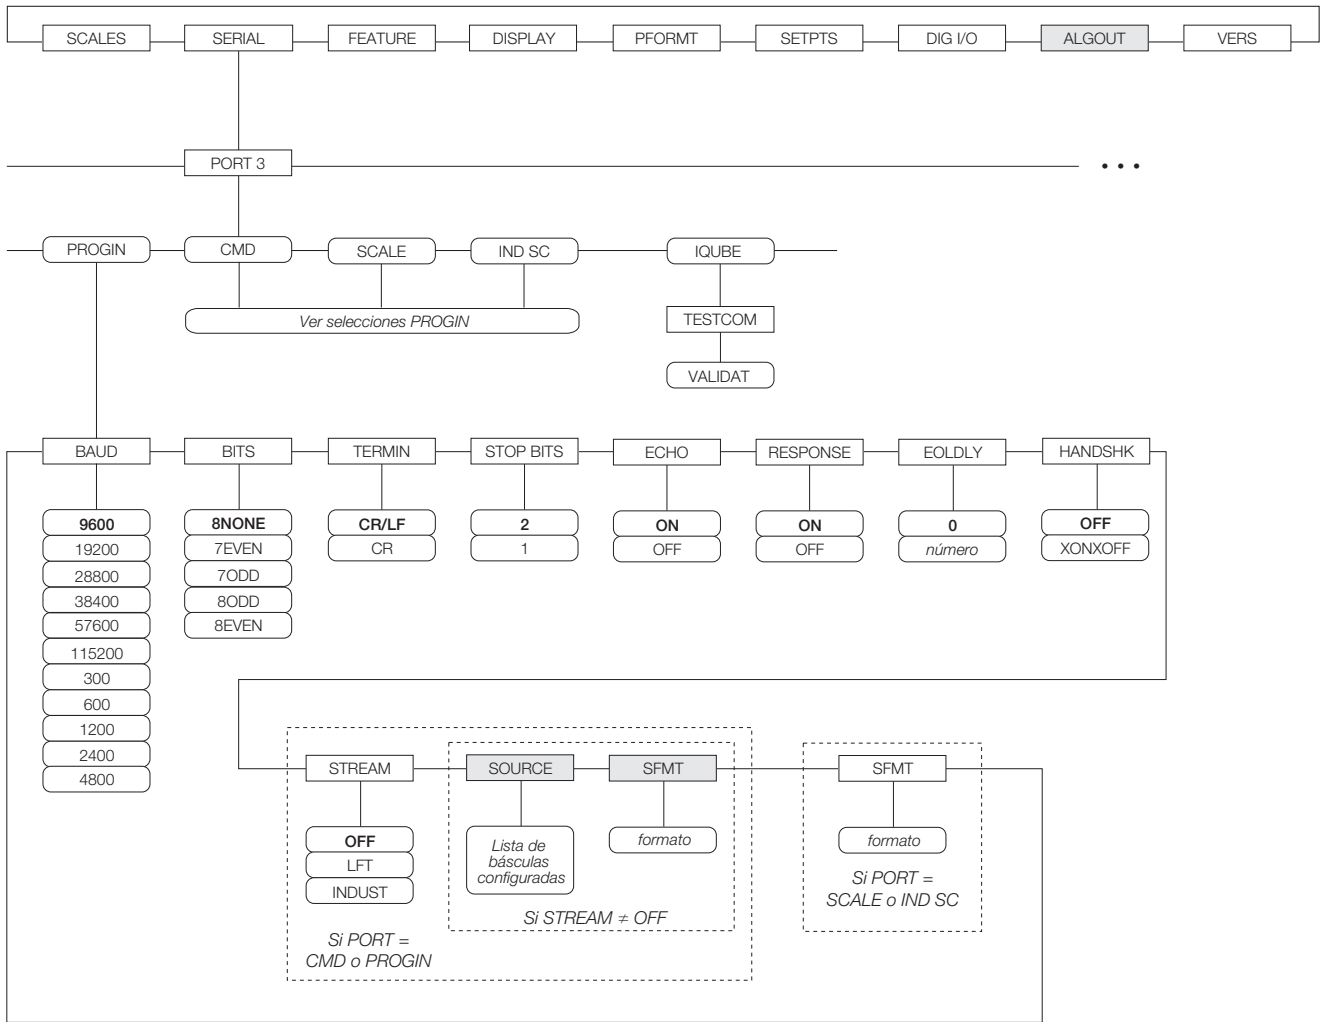 SCALES SERIAL FEATURE DISPLAY PFORMT SETPTS DIG I/O ALGOUT VERS
PORT 3
• • •
PROGIN CMD SCALE IND SC IQUBE
Ver selecciones PROGIN
TESTCOM
VALIDAT
BAUD BITS TERMIN STOP BITS ECHO RESPONSE EOLDLY HANDSHK
9600 8NONE CR/LF 2 ON ON 0 OFF
19200 7EVEN CR 1 OFF OFF número XONXOFF
28800 7ODD
38400 8ODD
57600 8EVEN
115200
300
600
1200
2400
4800
STREAM SOURCE SFMT SFMT
OFF
LFT
INDUST
Lista de
básculas
configuradas
formato
formato
Si STREAM ≠ OFF
Si PORT =
CMD o PROGIN
Si PORT =
SCALE o IND SC